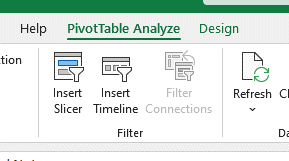 Help PivotTable Analyze Design
Insert Slicer
Insert Timeline
Filter Connections
Refresh
Filter